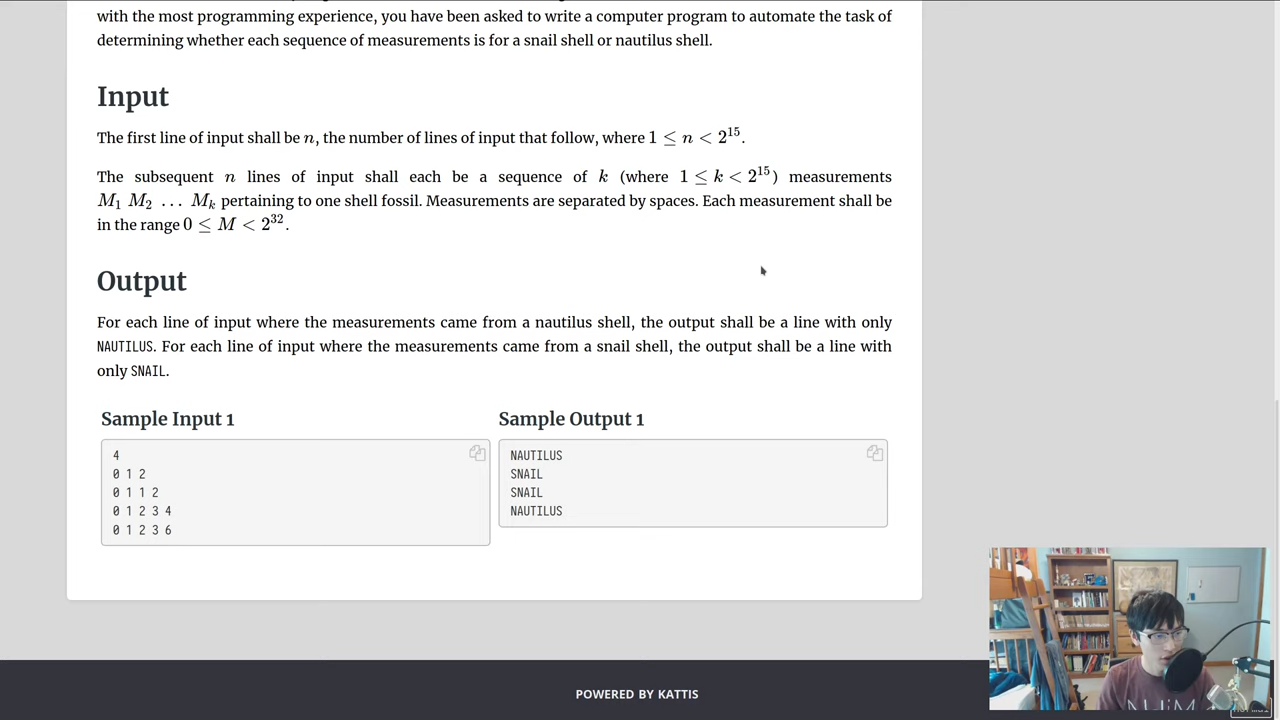 with the most programming experience, you have been asked to write a computer program to automate the task of
determining whether each sequence of measurements is for a snail shell or nautilus shell.
Input
The first line of input shall be n, the number of lines of input that follow, where 1 ≤ n < 2^15.
The subsequent n lines of input shall each be a sequence of k (where 1 ≤ k < 2^15) measurements
M₁ M₂ … Mₖ pertaining to one shell fossil. Measurements are separated by spaces. Each measurement shall be
in the range 0 ≤ M < 2^32.
Output
For each line of input where the measurements came from a nautilus shell, the output shall be a line with only
NAUTILUS. For each line of input where the measurements came from a snail shell, the output shall be a line with
only SNAIL.
Sample Input 1
4
0 1 2
0 1 1 2
0 1 2 3 4
0 1 2 3 6
Sample Output 1
NAUTILUS
SNAIL
SNAIL
NAUTILUS
POWERED BY KATTIS